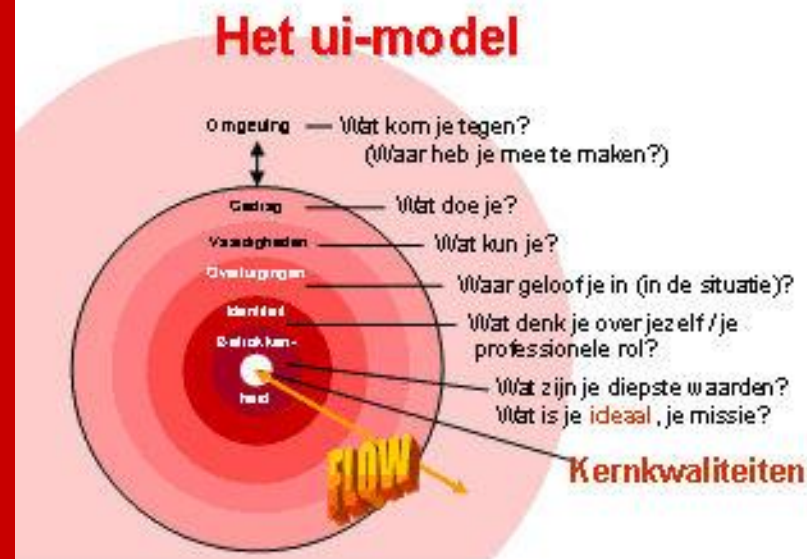 Het ui-model
Omgeving
Wat kom je tegen?
(Waar heb je mee te maken?)
Gedrag
Wat doe je?
Vaardigheden
Wat kun je?
Overtuigingen
Waar geloof je in (in de situatie)?
Identiteit
Wat denk je over jezelf / je
professionele rol?
Betrokken-
heid
Wat zijn je diepste waarden?
Wat is je ideaal, je missie?
FLOW
Kernkwaliteiten